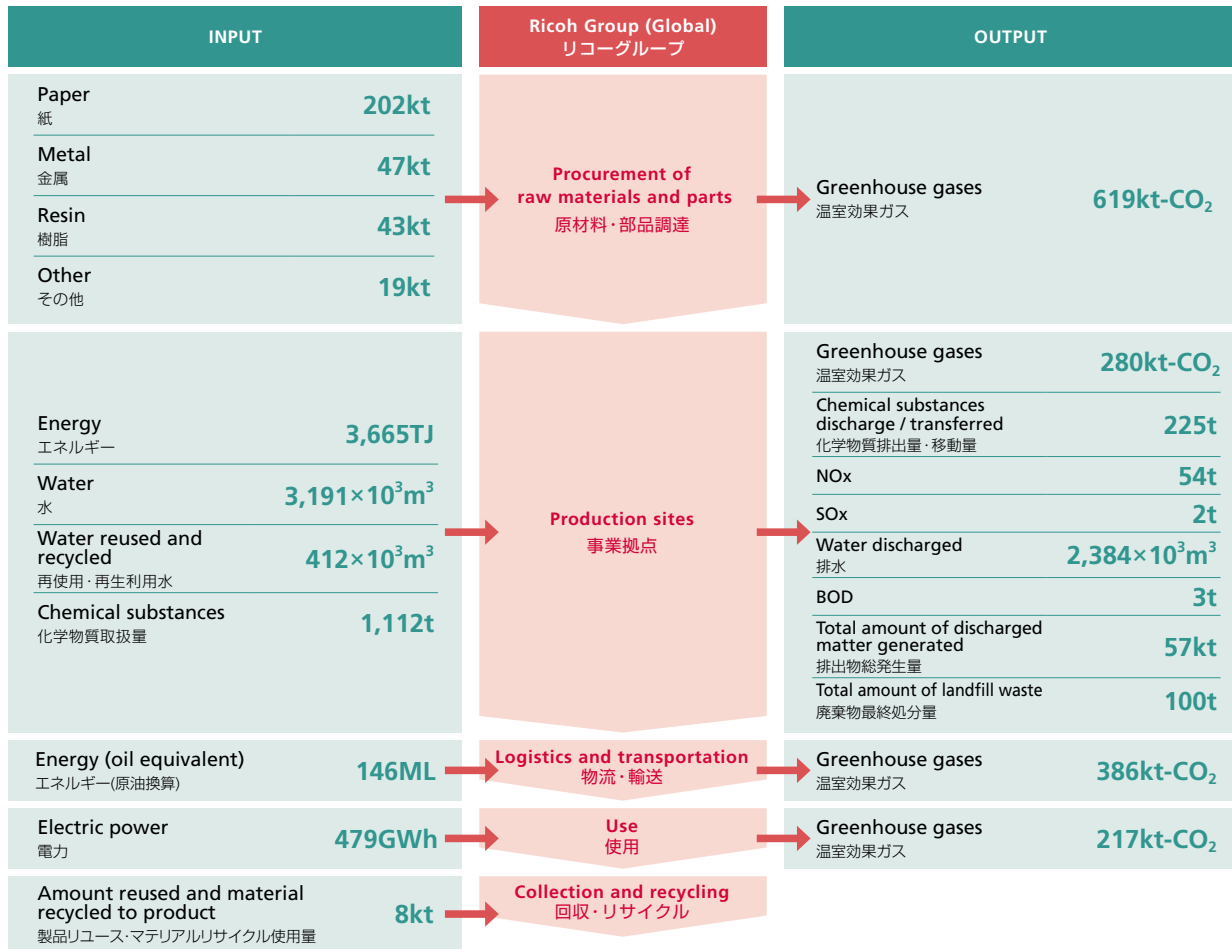 INPUT
Ricoh Group (Global)
リコーグループ
OUTPUT
Paper
紙
202kt
Metal
金属
47kt
Resin
樹脂
43kt
Other
その他
19kt
Procurement of
raw materials and parts
原材料・部品調達
Greenhouse gases
温室効果ガス
619kt-CO₂
Energy
エネルギー
3,665TJ
Water
水
3,191×10³m³
Water reused and
recycled
再使用・再生利用水
412×10³m³
Chemical substances
化学物質取扱量
1,112t
Production sites
事業拠点
Greenhouse gases
温室効果ガス
280kt-CO₂
Chemical substances
discharge / transferred
化学物質排出量・移動量
225t
NOx
54t
SOx
2t
Water discharged
排水
2,384×10³m³
BOD
3t
Total amount of discharged
matter generated
排出物総発生量
57kt
Total amount of landfill waste
廃棄物最終処分量
100t
Energy (oil equivalent)
エネルギー(原油換算)
146ML
Logistics and transportation
物流・輸送
Greenhouse gases
温室効果ガス
386kt-CO₂
Electric power
電力
479GWh
Use
使用
Greenhouse gases
温室効果ガス
217kt-CO₂
Amount reused and material
recycled to product
製品リユース・マテリアルリサイクル使用量
8kt
Collection and recycling
回収・リサイクル